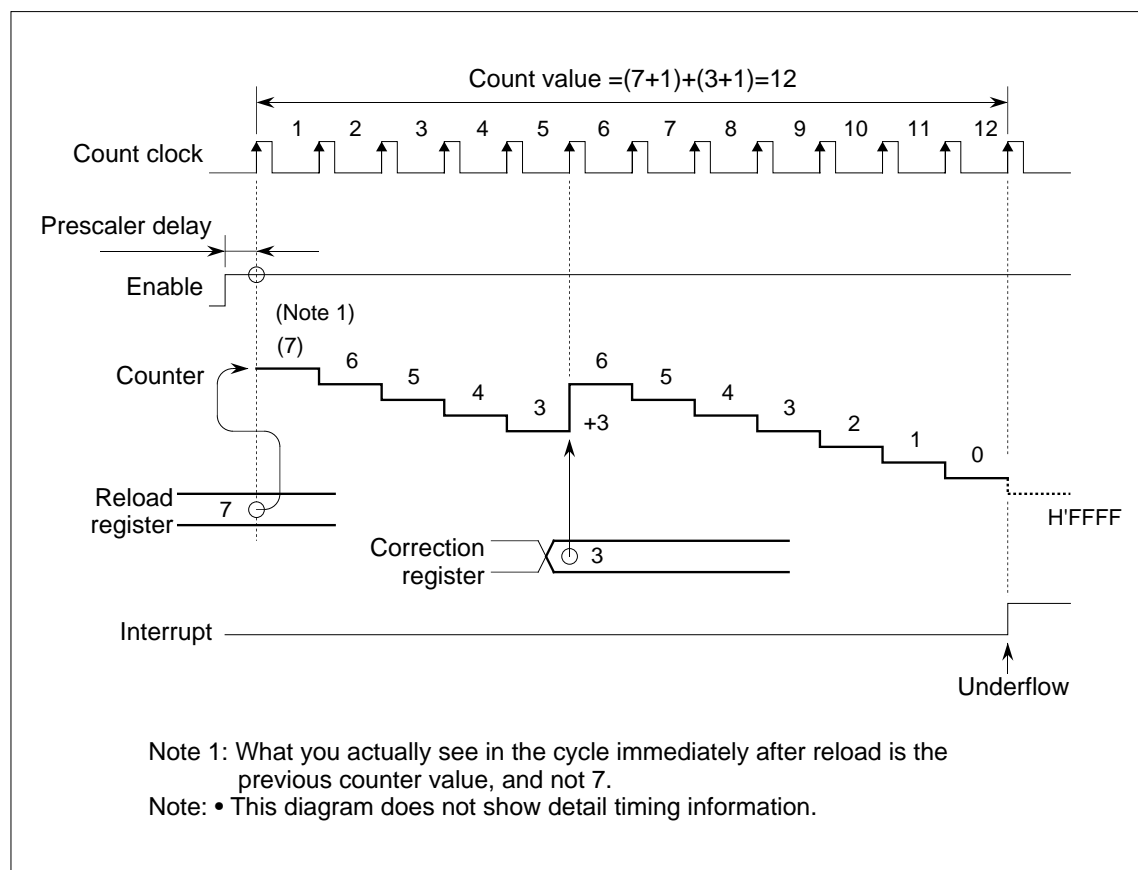 Count value =(7+1)+(3+1)=12
1 2 3 4 5 6 7 8 9 10 11 12
Count clock
Prescaler delay
Enable
(Note 1)
(7) 6 5 4 3 6 5 4 3 2 1 0
Counter
+3
Reload
register
7
H'FFFF
Correction
register
3
Interrupt
Underflow
Note 1: What you actually see in the cycle immediately after reload is the
previous counter value, and not 7.
Note: • This diagram does not show detail timing information.